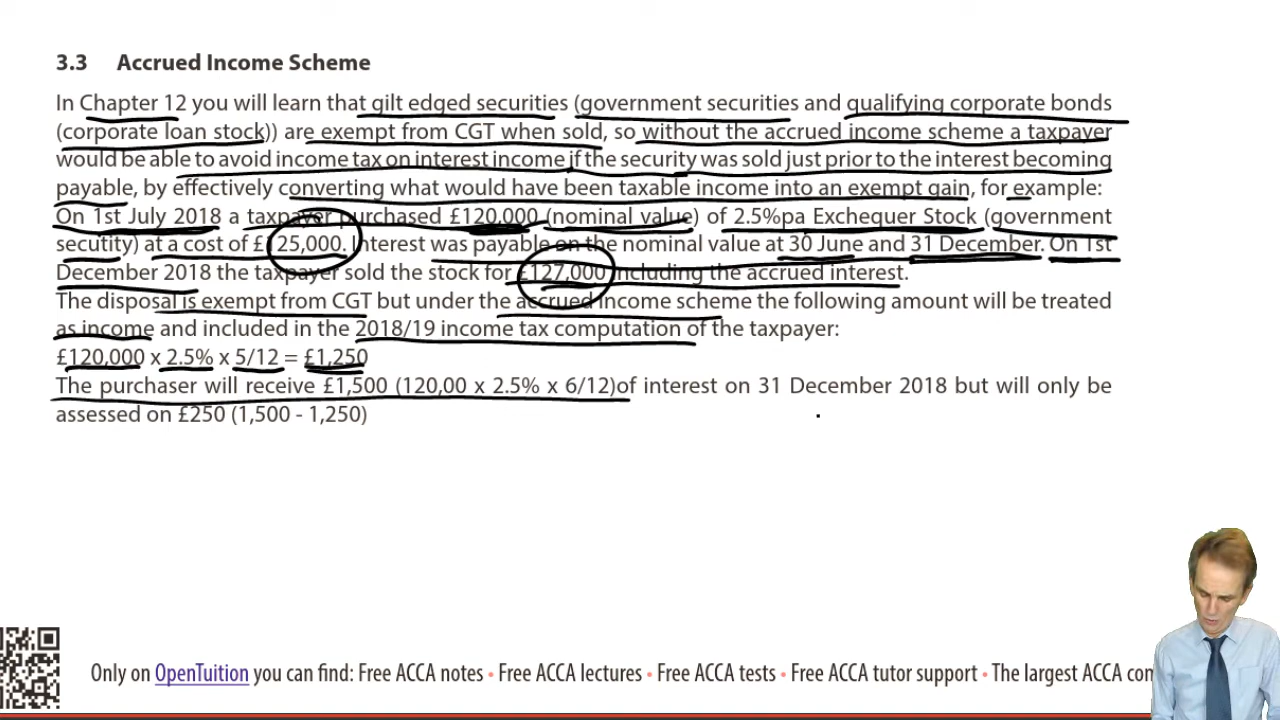 3.3 Accrued Income Scheme
In Chapter 12 you will learn that gilt edged securities (government securities and qualifying corporate bonds
(corporate loan stock)) are exempt from CGT when sold, so without the accrued income scheme a taxpayer
would be able to avoid income tax on interest income if the security was sold just prior to the interest becoming
payable, by effectively converting what would have been taxable income into an exempt gain, for example:
On 1st July 2018 a taxpayer purchased £120,000 (nominal value) of 2.5%pa Exchequer Stock (government
secutity) at a cost of £125,000. Interest was payable on the nominal value at 30 June and 31 December. On 1st
December 2018 the taxpayer sold the stock for £127,000 including the accrued interest.
The disposal is exempt from CGT but under the accrued income scheme the following amount will be treated
as income and included in the 2018/19 income tax computation of the taxpayer:
£120,000 x 2.5% x 5/12 = £1,250
The purchaser will receive £1,500 (120,00 x 2.5% x 6/12)of interest on 31 December 2018 but will only be
assessed on £250 (1,500 - 1,250)
Only on OpenTuition you can find: Free ACCA notes • Free ACCA lectures • Free ACCA tests • Free ACCA tutor support • The largest ACCA com